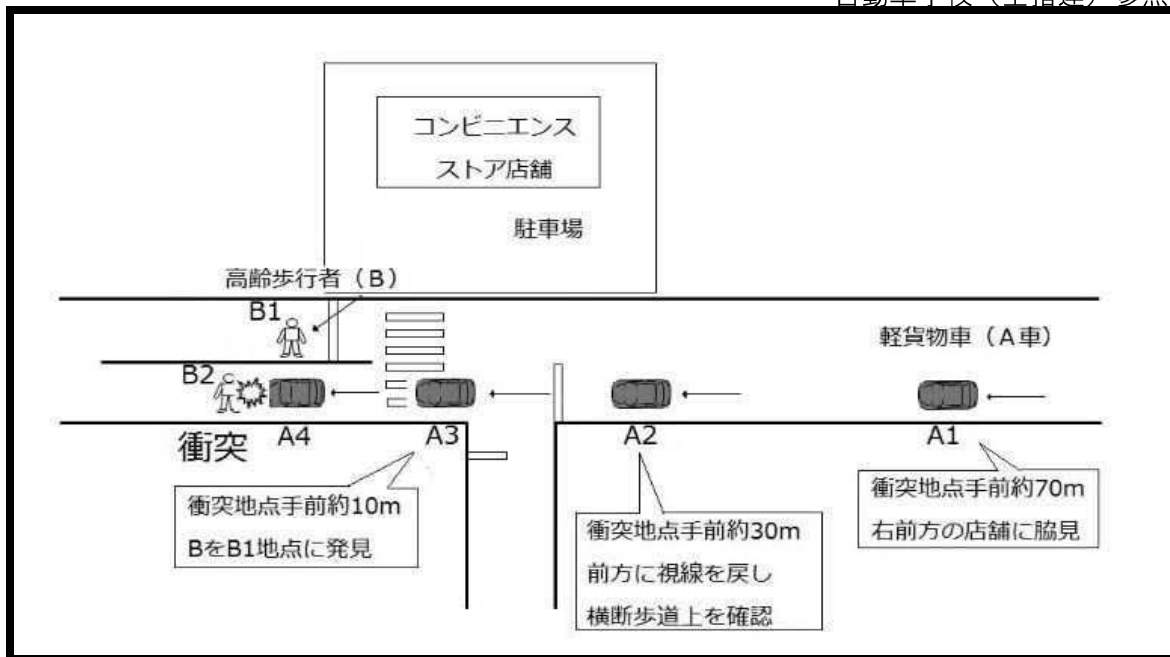 コンビニエンス
ストア店舗
駐車場
高齢歩行者（B）
B1
軽貨物車（A車）
B2
衝突
A4
A3
A2
A1
衝突地点手前約10m
BをB1地点に発見
衝突地点手前約30m
前方に視線を戻し
横断歩道上を確認
衝突地点手前約70m
右前方の店舗に脇見